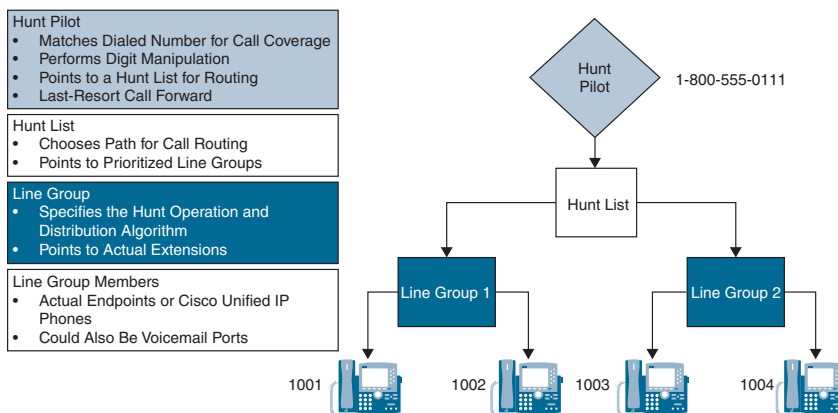 Hunt Pilot
• Matches Dialed Number for Call Coverage
• Performs Digit Manipulation
• Points to a Hunt List for Routing
• Last-Resort Call Forward
Hunt List
• Chooses Path for Call Routing
• Points to Prioritized Line Groups
Line Group
• Specifies the Hunt Operation and
Distribution Algorithm
• Points to Actual Extensions
Line Group Members
• Actual Endpoints or Cisco Unified IP
Phones
• Could Also Be Voicemail Ports
Hunt
Pilot
1-800-555-0111
Hunt List
Line Group 1
Line Group 2
1001
1002
1003
1004